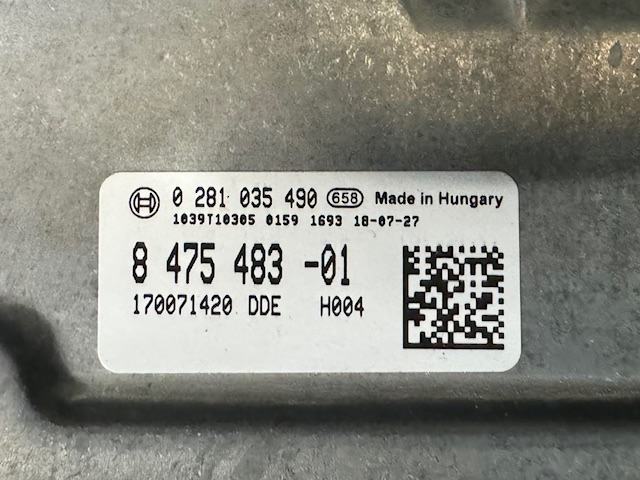 0 281 035 490 658 Made in Hungary
1039T10305 0159 1693 18-07-27
8 475 483 -01
170071420 DDE H004